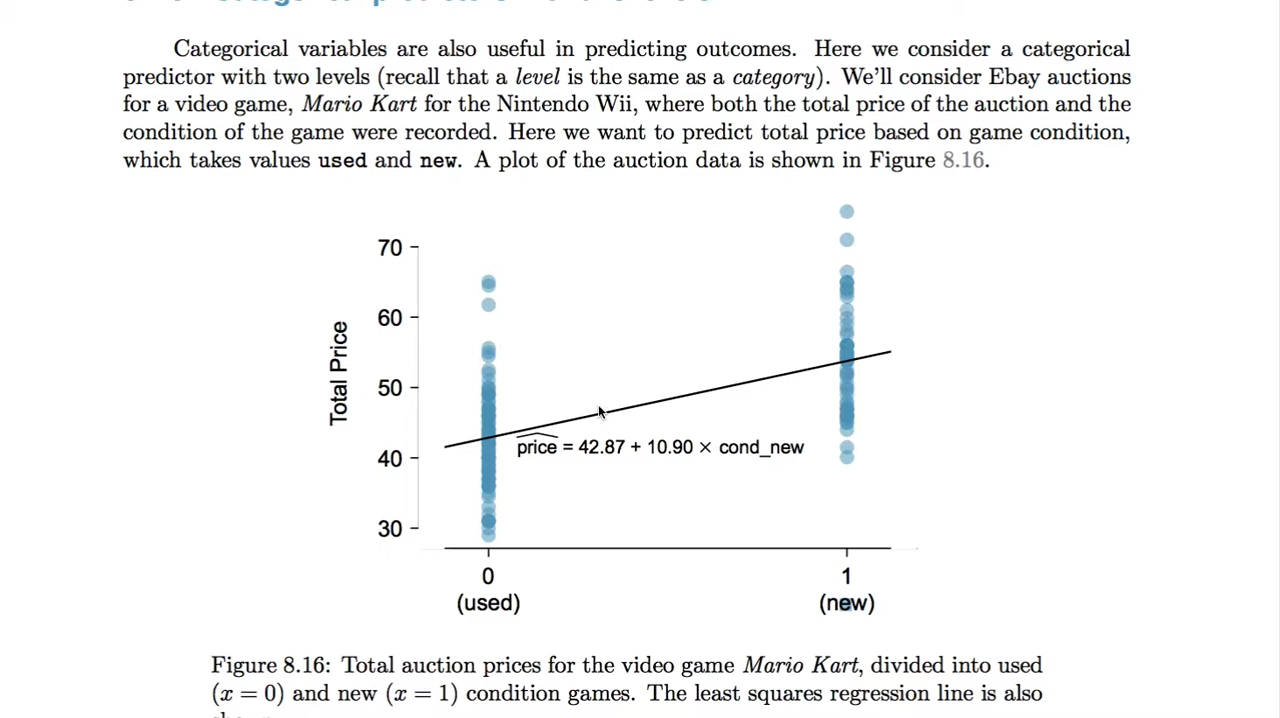 Categorical variables are also useful in predicting outcomes. Here we consider a categorical
predictor with two levels (recall that a level is the same as a category). We'll consider Ebay auctions
for a video game, Mario Kart for the Nintendo Wii, where both the total price of the auction and the
condition of the game were recorded. Here we want to predict total price based on game condition,
which takes values used and new. A plot of the auction data is shown in Figure 8.16.
70
60
50
40
30
Total Price
price = 42.87 + 10.90 × cond_new
0
(used)
1
(new)
Figure 8.16: Total auction prices for the video game Mario Kart, divided into used
(x = 0) and new (x = 1) condition games. The least squares regression line is also